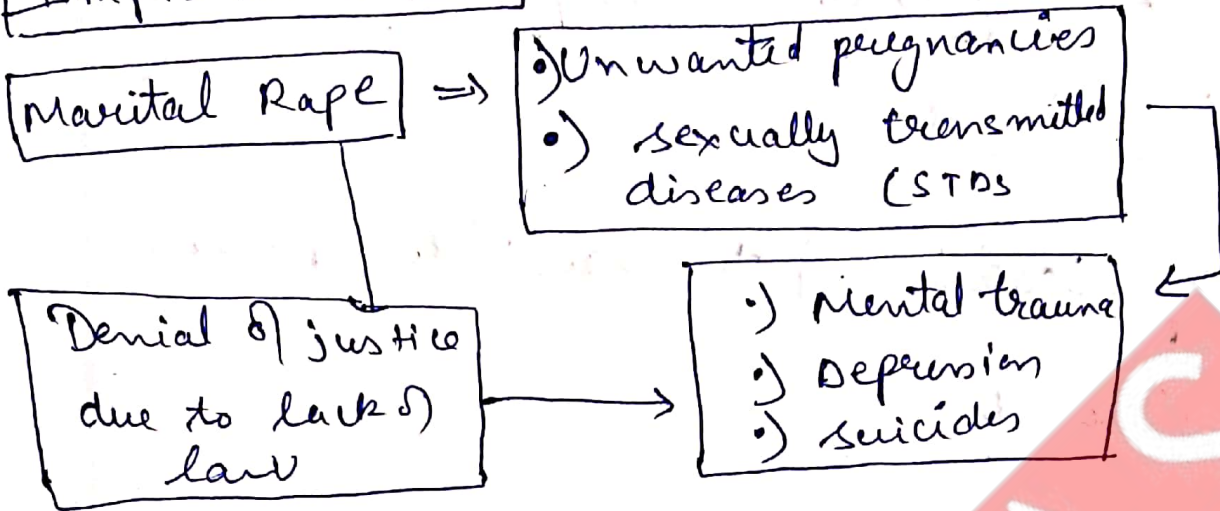 Marital Rape ⇒
•) Unwanted pregnancies
•) sexually transmitted
diseases (STDs
Denial of justice
due to lack of
law
•) Mental trauma
•) Depression
•) suicides